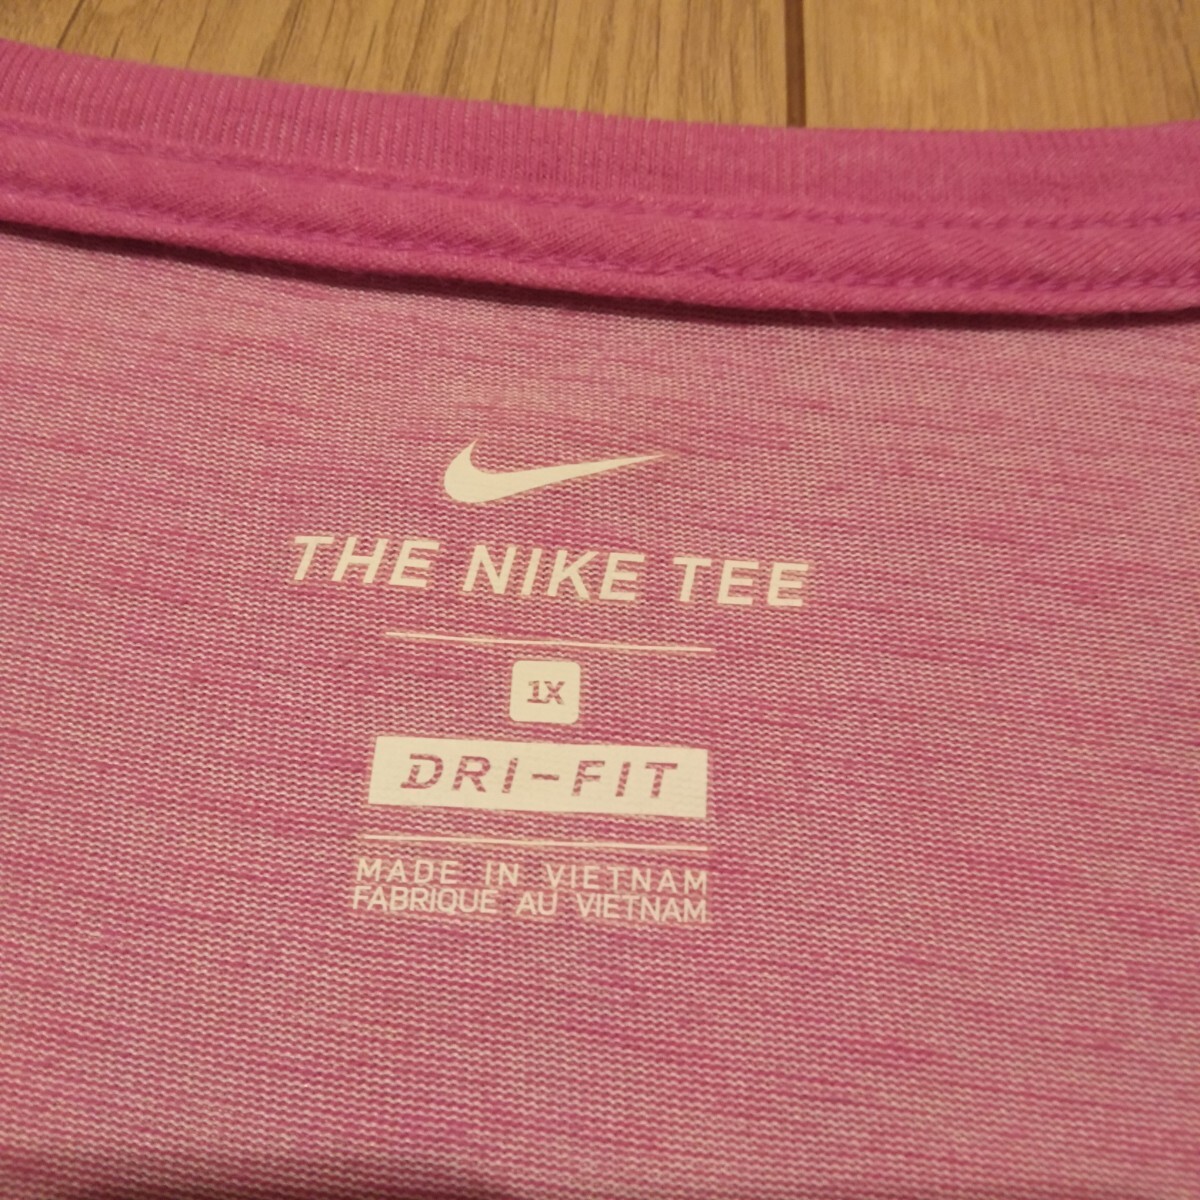 THE NIKE TEE
1X
DRI-FIT
MADE IN VIETNAM
FABRIQUE AU VIETNAM